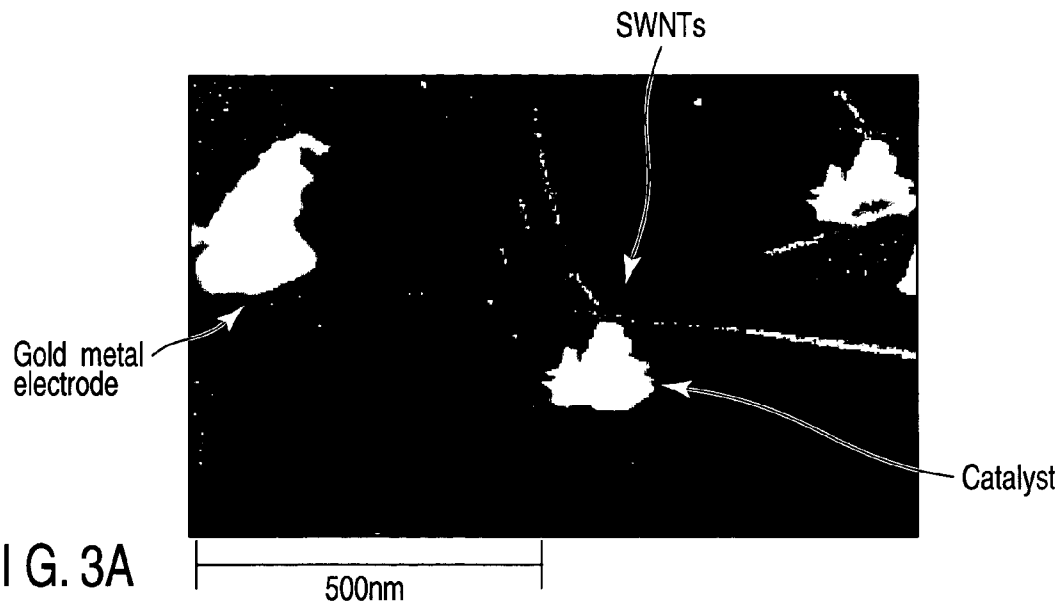 SWNTs
Gold metal
electrode
Catalyst
I G. 3A
500nm